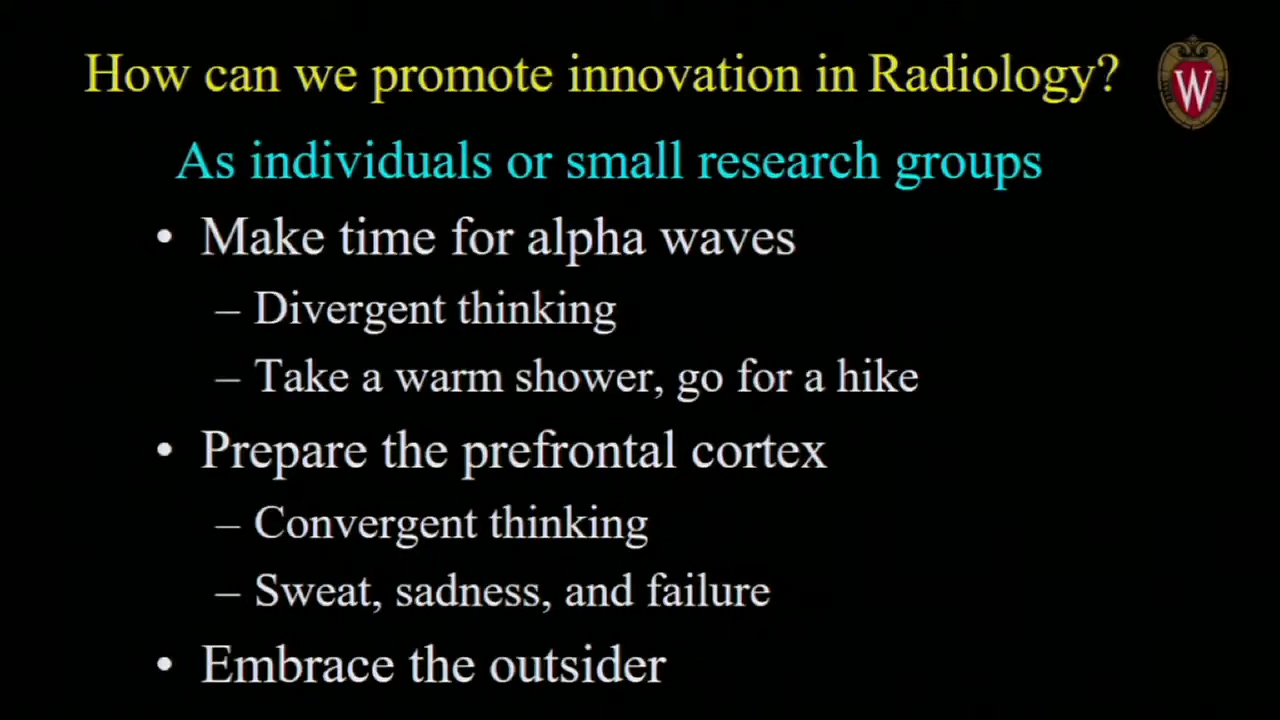 How can we promote innovation in Radiology?
W
As individuals or small research groups
• Make time for alpha waves
– Divergent thinking
– Take a warm shower, go for a hike
• Prepare the prefrontal cortex
– Convergent thinking
– Sweat, sadness, and failure
• Embrace the outsider